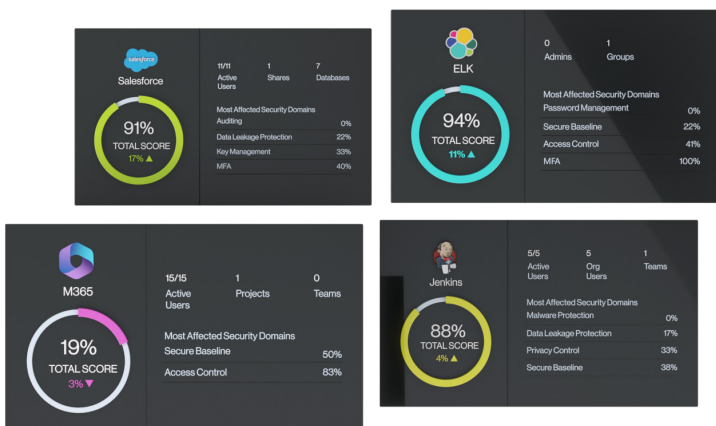 salesforce
Salesforce
91%
TOTAL SCORE
17% ▲
11/11 1 7
Active Users Shares Databases
Most Affected Security Domains
Auditing 0%
Data Leakage Protection 22%
Key Management 33%
MFA 40%
ELK
94%
TOTAL SCORE
11% ▲
0 1
Admins Groups
Most Affected Security Domains
Password Management 0%
Secure Baseline 22%
Access Control 41%
MFA 100%
M365
19%
TOTAL SCORE
3% ▼
15/15 1 0
Active Users Projects Teams
Most Affected Security Domains
Secure Baseline 50%
Access Control 83%
Jenkins
88%
TOTAL SCORE
4% ▲
5/5 5 1
Active Users Org Users Teams
Most Affected Security Domains
Malware Protection 0%
Data Leakage Protection 17%
Privacy Control 33%
Secure Baseline 38%